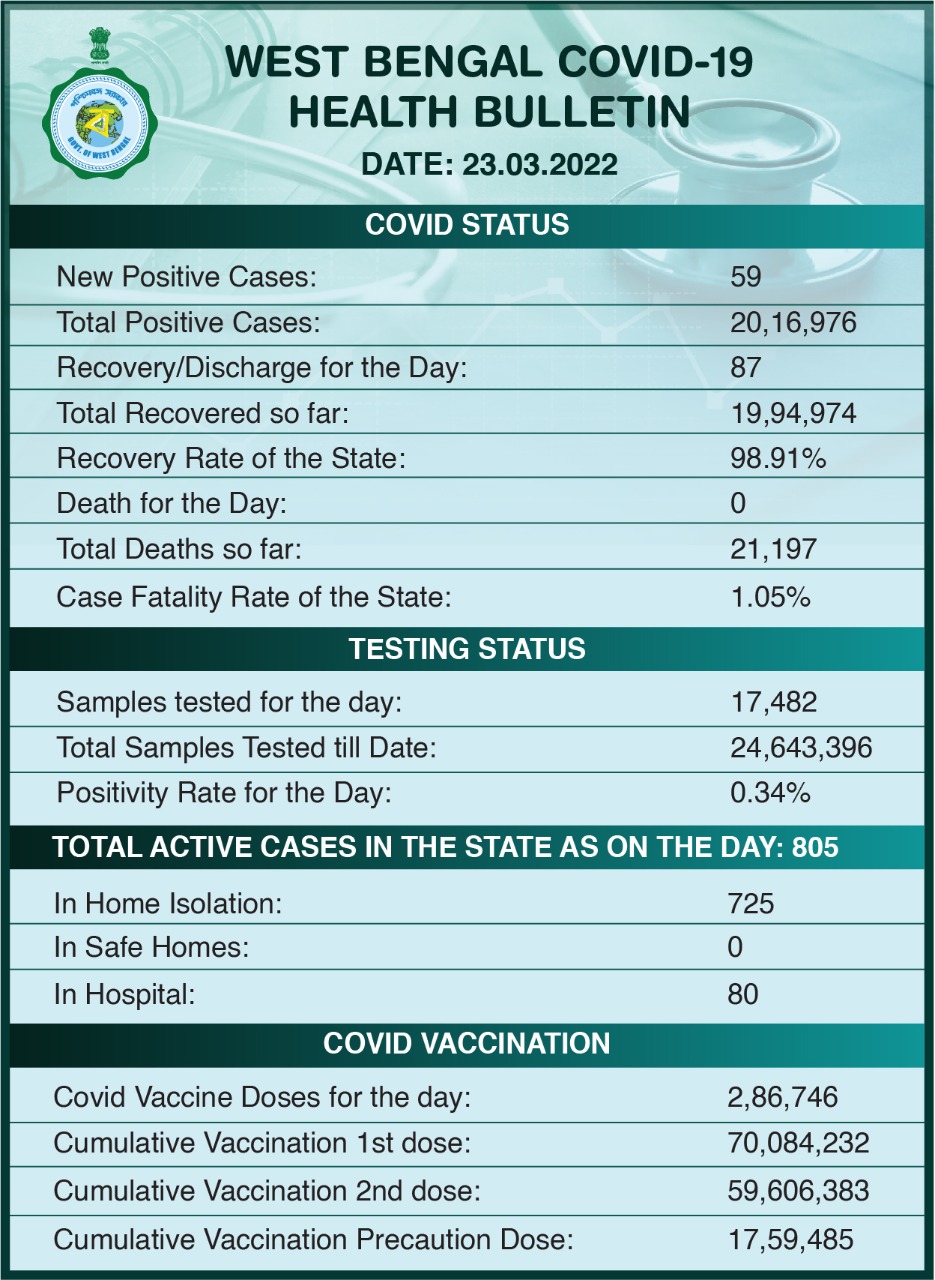 পশ্চিমবঙ্গ সরকার
GOVT. OF WEST BENGAL
ব
WEST BENGAL COVID-19
HEALTH BULLETIN
DATE: 23.03.2022
COVID STATUS
New Positive Cases: 59
Total Positive Cases: 20,16,976
Recovery/Discharge for the Day: 87
Total Recovered so far: 19,94,974
Recovery Rate of the State: 98.91%
Death for the Day: 0
Total Deaths so far: 21,197
Case Fatality Rate of the State: 1.05%
TESTING STATUS
Samples tested for the day: 17,482
Total Samples Tested till Date: 24,643,396
Positivity Rate for the Day: 0.34%
TOTAL ACTIVE CASES IN THE STATE AS ON THE DAY: 805
In Home Isolation: 725
In Safe Homes: 0
In Hospital: 80
COVID VACCINATION
Covid Vaccine Doses for the day: 2,86,746
Cumulative Vaccination 1st dose: 70,084,232
Cumulative Vaccination 2nd dose: 59,606,383
Cumulative Vaccination Precaution Dose: 17,59,485